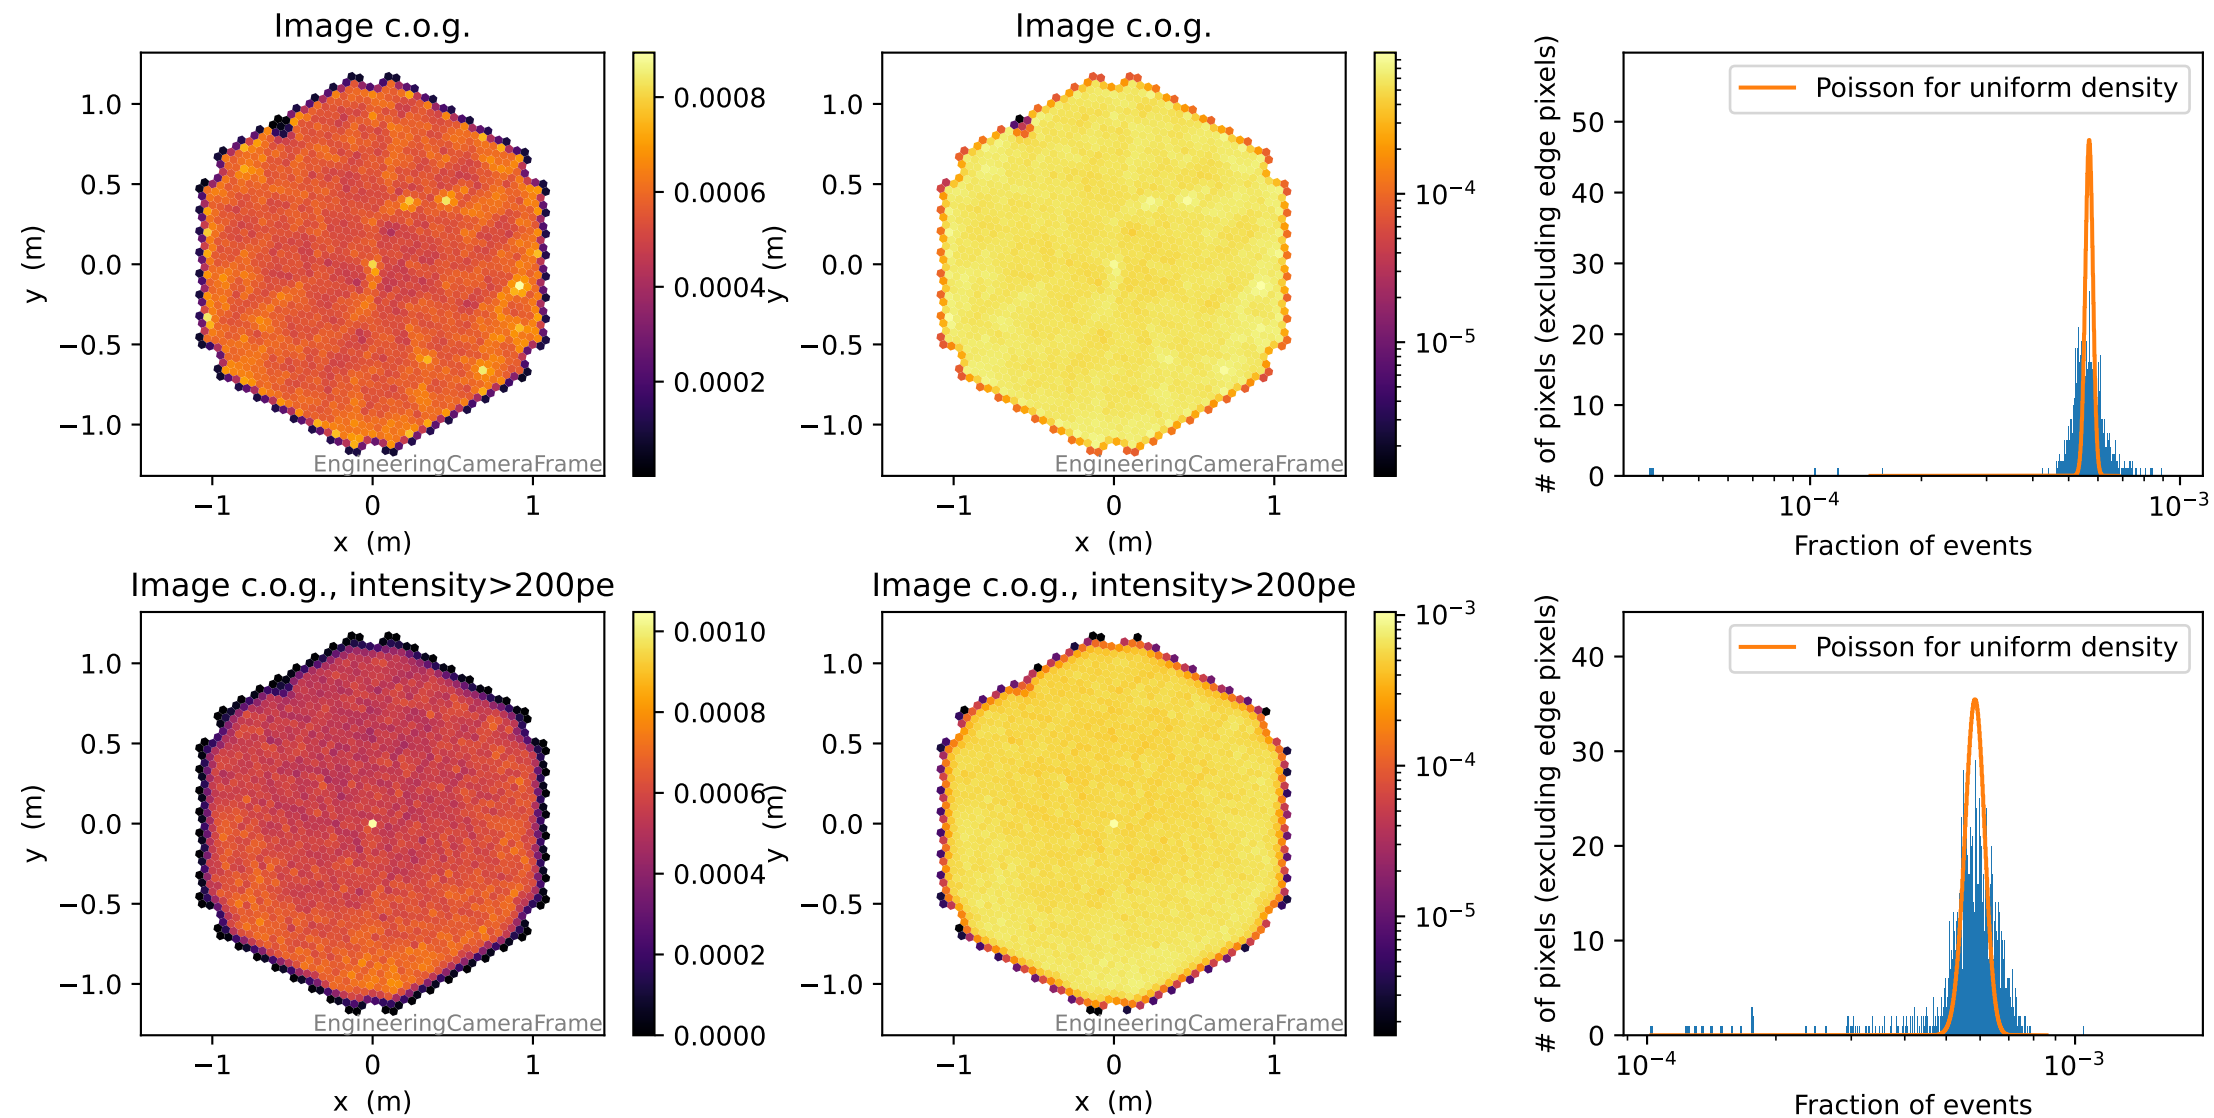 Image c.o.g.
1.0
0.5
0.0
−0.5
−1.0
y (m)
−1 0 1
x (m)
EngineeringCameraFrame
0.0008
0.0006
0.0004
0.0002
Image c.o.g.
1.0
0.5
0.0
−0.5
−1.0
y (m)
−1 0 1
x (m)
EngineeringCameraFrame
10⁻⁴
10⁻⁵
# of pixels (excluding edge pixels)
50
40
30
20
10
0
Poisson for uniform density
10⁻⁴ 10⁻³
Fraction of events
Image c.o.g., intensity>200pe
1.0
0.5
0.0
−0.5
−1.0
y (m)
−1 0 1
x (m)
EngineeringCameraFrame
0.0010
0.0008
0.0006
0.0004
0.0002
0.0000
Image c.o.g., intensity>200pe
1.0
0.5
0.0
−0.5
−1.0
y (m)
−1 0 1
x (m)
EngineeringCameraFrame
10⁻³
10⁻⁴
10⁻⁵
# of pixels (excluding edge pixels)
40
30
20
10
0
Poisson for uniform density
10⁻⁴ 10⁻³
Fraction of events